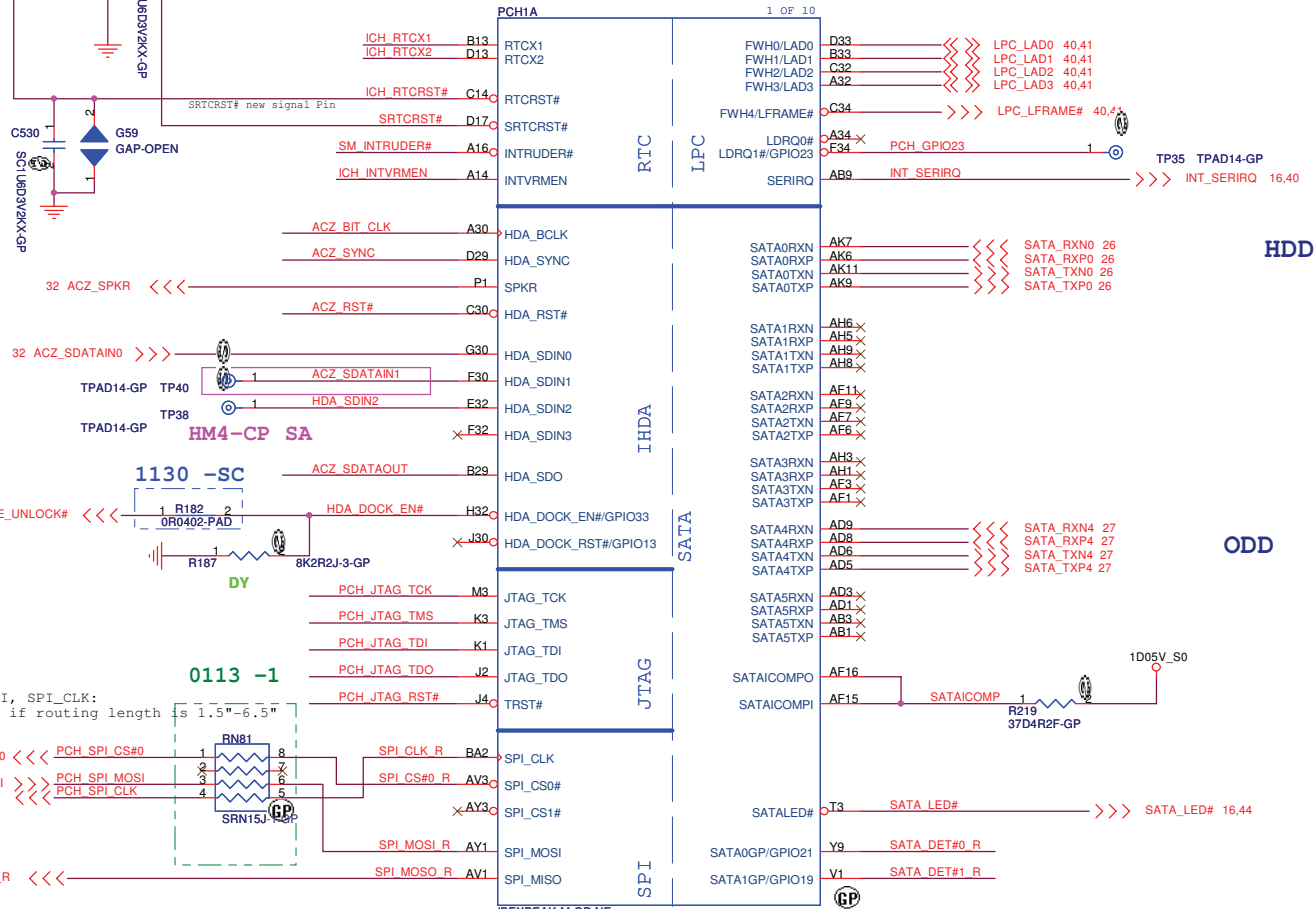 PCH1A
1 OF 10
U6D3V2KX-GP
ICH_RTCX1 B13 RTCX1
ICH_RTCX2 D13 RTCX2
ICH_RTCRST# C14 RTCRST#
SRTCRST# new signal Pin
SRTCRST# D17 SRTCRST#
SM_INTRUDER# A16 INTRUDER#
ICH_INTVRMEN A14 INTVRMEN
C530 1
SC1U6D3V2KX-GP
2 G59
GAP-OPEN
1
RTC
LPC
FWH0/LAD0 D33 LPC_LAD0 40,41
FWH1/LAD1 B33 LPC_LAD1 40,41
FWH2/LAD2 C32 LPC_LAD2 40,41
FWH3/LAD3 A32 LPC_LAD3 40,41
FWH4/LFRAME# C34 LPC_LFRAME# 40,41
LDRQ0# A34
LDRQ1#/GPIO23 F34 PCH_GPIO23 1
TP35 TPAD14-GP
SERIRQ AB9 INT_SERIRQ INT_SERIRQ 16,40
ACZ_BIT_CLK A30 HDA_BCLK
ACZ_SYNC D29 HDA_SYNC
32 ACZ_SPKR P1 SPKR
ACZ_RST# C30 HDA_RST#
32 ACZ_SDATAIN0 G30 HDA_SDIN0
TPAD14-GP TP40 1 ACZ_SDATAIN1 F30 HDA_SDIN1
TP38 1 HDA_SDIN2 E32 HDA_SDIN2
TPAD14-GP
HM4-CP SA
F32 HDA_SDIN3
1130 -SC
ACZ_SDATAOUT B29 HDA_SDO
E_UNLOCK# 1 R182 2 HDA_DOCK_EN# H32 HDA_DOCK_EN#/GPIO33
0R0402-PAD
J30 HDA_DOCK_RST#/GPIO13
R187 1 8K2R2J-3-GP
DY
IHDA
SATA
SATA0RXN AK7 SATA_RXN0 26
SATA0RXP AK6 SATA_RXP0 26
SATA0TXN AK11 SATA_TXN0 26
SATA0TXP AK9 SATA_TXP0 26
HDD
SATA1RXN AH6
SATA1RXP AH5
SATA1TXN AH9
SATA1TXP AH8
SATA2RXN AF11
SATA2RXP AF9
SATA2TXN AF7
SATA2TXP AF6
SATA3RXN AH3
SATA3RXP AH1
SATA3TXN AF3
SATA3TXP AF1
SATA4RXN AD9 SATA_RXN4 27
SATA4RXP AD8 SATA_RXP4 27
SATA4TXN AD6 SATA_TXN4 27
SATA4TXP AD5 SATA_TXP4 27
ODD
SATA5RXN AD3
SATA5RXP AD1
SATA5TXN AB3
SATA5TXP AB1
PCH_JTAG_TCK M3 JTAG_TCK
PCH_JTAG_TMS K3 JTAG_TMS
PCH_JTAG_TDI K1 JTAG_TDI
PCH_JTAG_TDO J2 JTAG_TDO
PCH_JTAG_RST# J4 TRST#
JTAG
SATAICOMPO AF16
SATAICOMPI AF15 SATAICOMP 1
R219
37D4R2F-GP
1D05V_S0
0113 -1
I, SPI_CLK:
if routing length is 1.5"-6.5"
RN81
0 PCH_SPI_CS#0 1 8 SPI_CLK_R BA2 SPI_CLK
2 7
I PCH_SPI_MOSI 3 6 SPI_CS#0_R AV3 SPI_CS0#
PCH_SPI_CLK 4 5
AY3 SPI_CS1#
GP
SPI_MOSI_R AY1 SPI_MOSI
_R SPI_MOSO_R AV1 SPI_MISO
SPI
SATALED# T3 SATA_LED# SATA_LED# 16,44
SATA0GP/GPIO21 Y9 SATA_DET#0_R
SATA1GP/GPIO19 V1 SATA_DET#1_R
GP